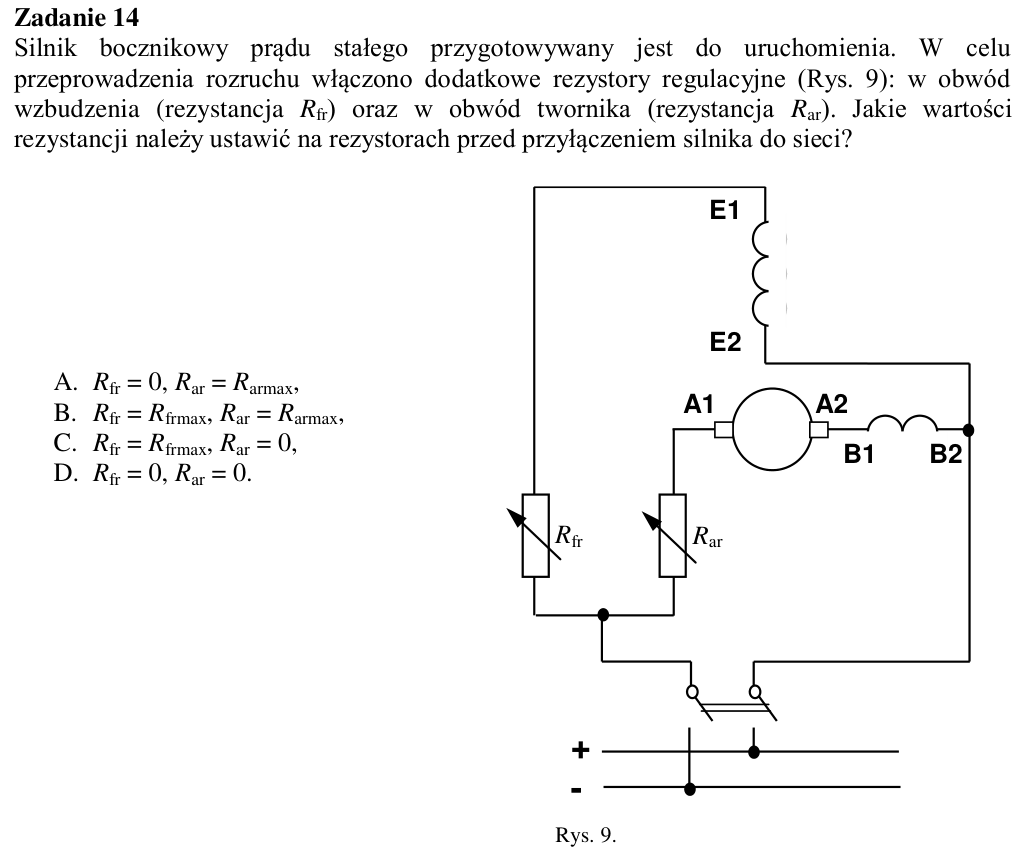 Zadanie 14
Silnik bocznikowy prądu stałego przygotowywany jest do uruchomienia. W celu
przeprowadzenia rozruchu włączono dodatkowe rezystory regulacyjne (Rys. 9): w obwód
wzbudzenia (rezystancja Rfr) oraz w obwód twornika (rezystancja Rar). Jakie wartości
rezystancji należy ustawić na rezystorach przed przyłączeniem silnika do sieci?
A. Rfr = 0, Rar = Rarmax,
B. Rfr = Rfrmax, Rar = Rarmax,
C. Rfr = Rfrmax, Rar = 0,
D. Rfr = 0, Rar = 0.
E1
E2
A1 A2
B1 B2
Rfr Rar
+
-
Rys. 9.